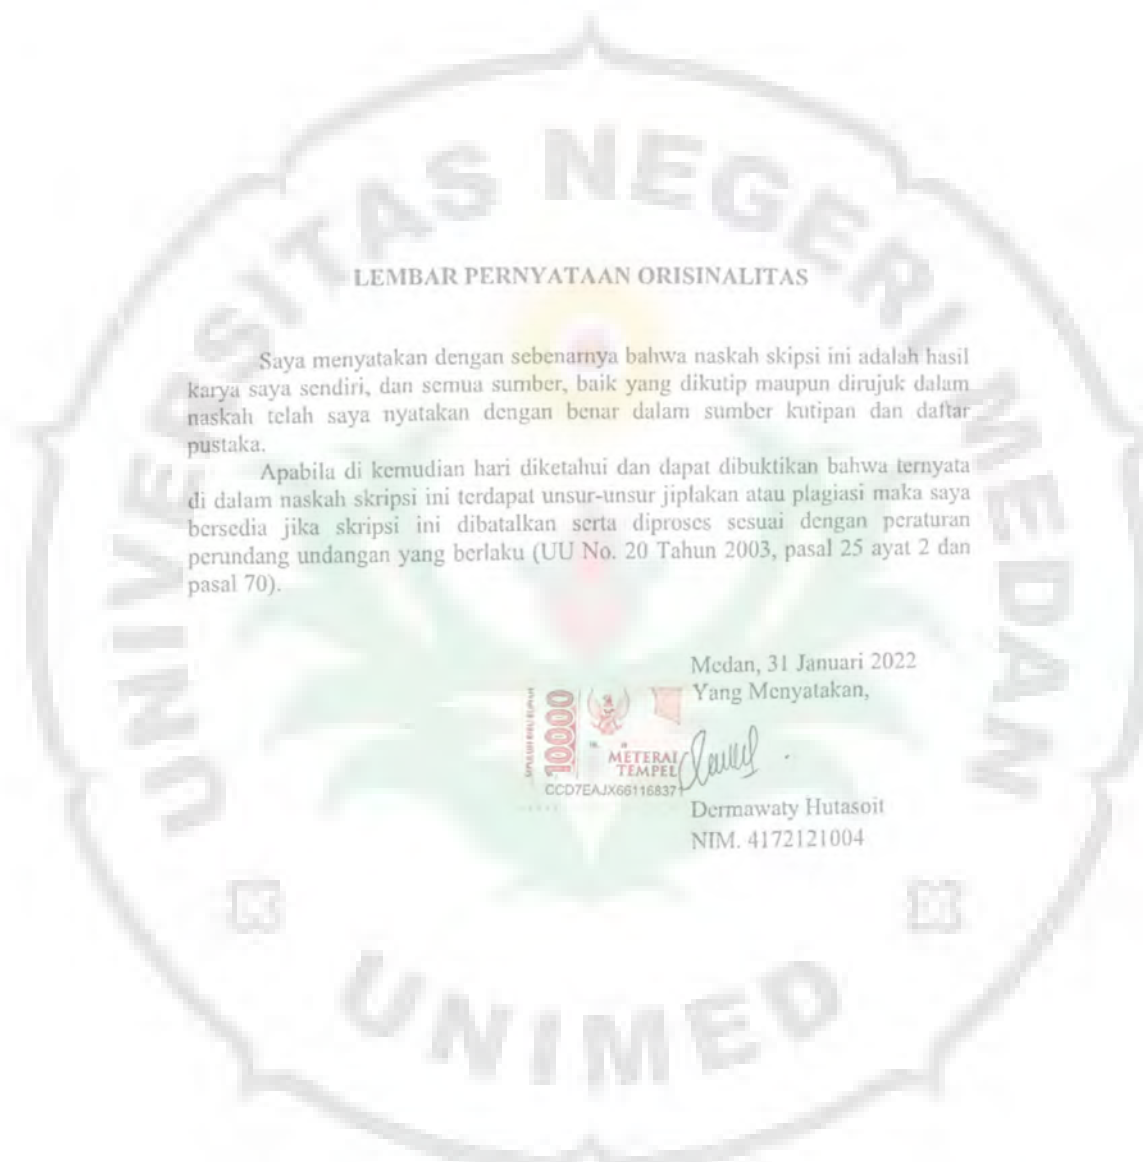 UNIVERSITAS NEGERI MEDAN
LEMBAR PERNYATAAN ORISINALITAS
Saya menyatakan dengan sebenarnya bahwa naskah skipsi ini adalah hasil
karya saya sendiri, dan semua sumber, baik yang dikutip maupun dirujuk dalam
naskah telah saya nyatakan dengan benar dalam sumber kutipan dan daftar
pustaka.
Apabila di kemudian hari diketahui dan dapat dibuktikan bahwa ternyata
di dalam naskah skripsi ini terdapat unsur-unsur jiplakan atau plagiasi maka saya
bersedia jika skripsi ini dibatalkan serta diproses sesuai dengan peraturan
perundang undangan yang berlaku (UU No. 20 Tahun 2003, pasal 25 ayat 2 dan
pasal 70).
Medan, 31 Januari 2022
Yang Menyatakan,
10000
METERAI
TEMPEL
CCD7EAJX661168371
Dermawaty Hutasoit
NIM. 4172121004
UNIMED